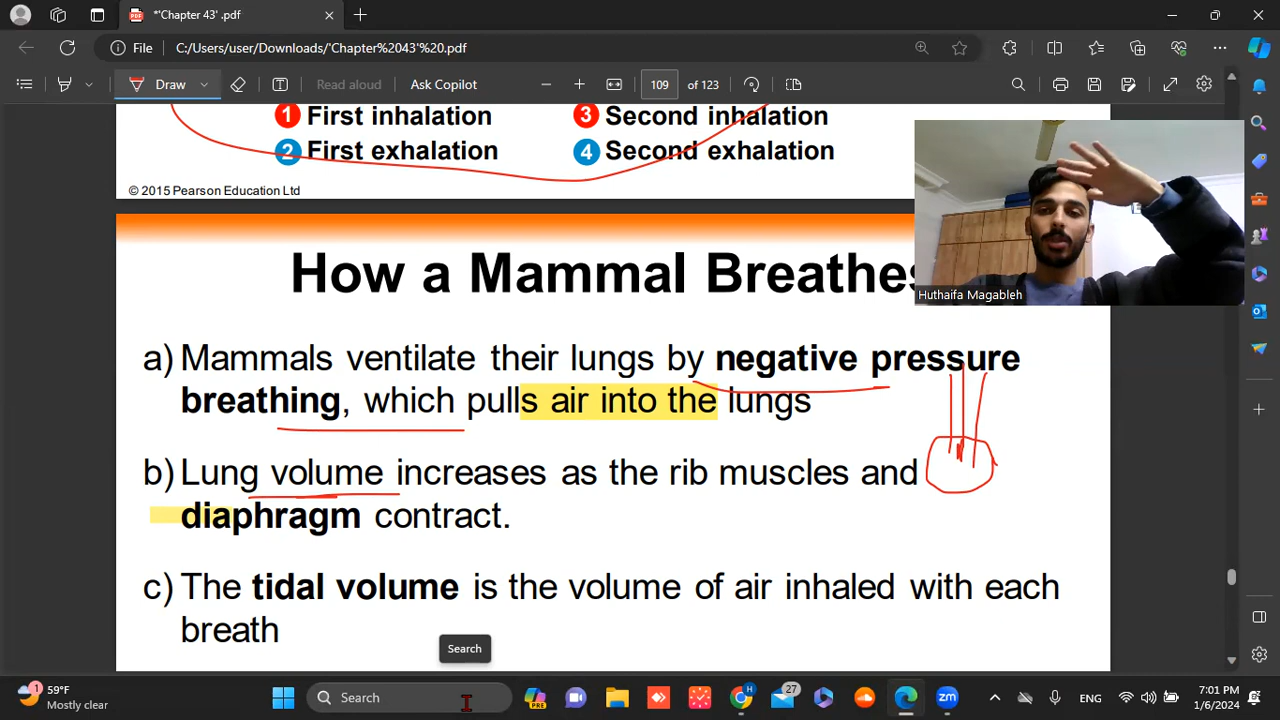 *'Chapter 43' .pdf
File
C:/Users/user/Downloads/'Chapter%2043'%20.pdf
Draw
Read aloud
Ask Copilot
109
of 123
1 First inhalation
3 Second inhalation
2 First exhalation
4 Second exhalation
© 2015 Pearson Education Ltd
Huthaifa Magableh
How a Mammal Breathes
a) Mammals ventilate their lungs by negative pressure
breathing, which pulls air into the lungs
b) Lung volume increases as the rib muscles and
diaphragm contract.
c) The tidal volume is the volume of air inhaled with each
breath
Search
1
59°F
Mostly clear
Search
PRE
27
ENG
7:01 PM
1/6/2024